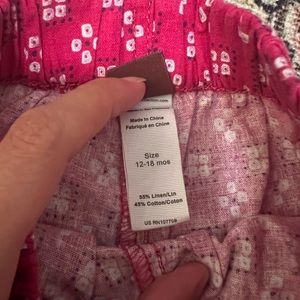 Made in China
Fabriqué en Chine
Size
12-18 mos
55% Linen/Lin
45% Cotton/Coton
US RN107708